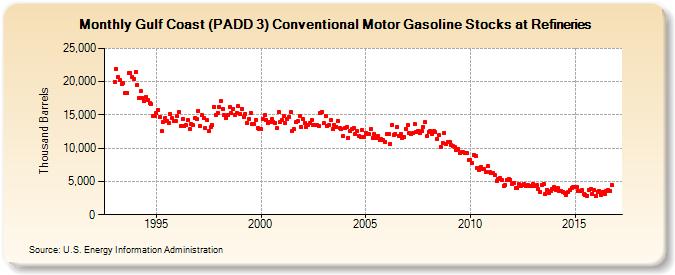 Monthly Gulf Coast (PADD 3) Conventional Motor Gasoline Stocks at Refineries
Thousand Barrels
25,000
20,000
15,000
10,000
5,000
0
1995 2000 2005 2010 2015
Source: U.S. Energy Information Administration